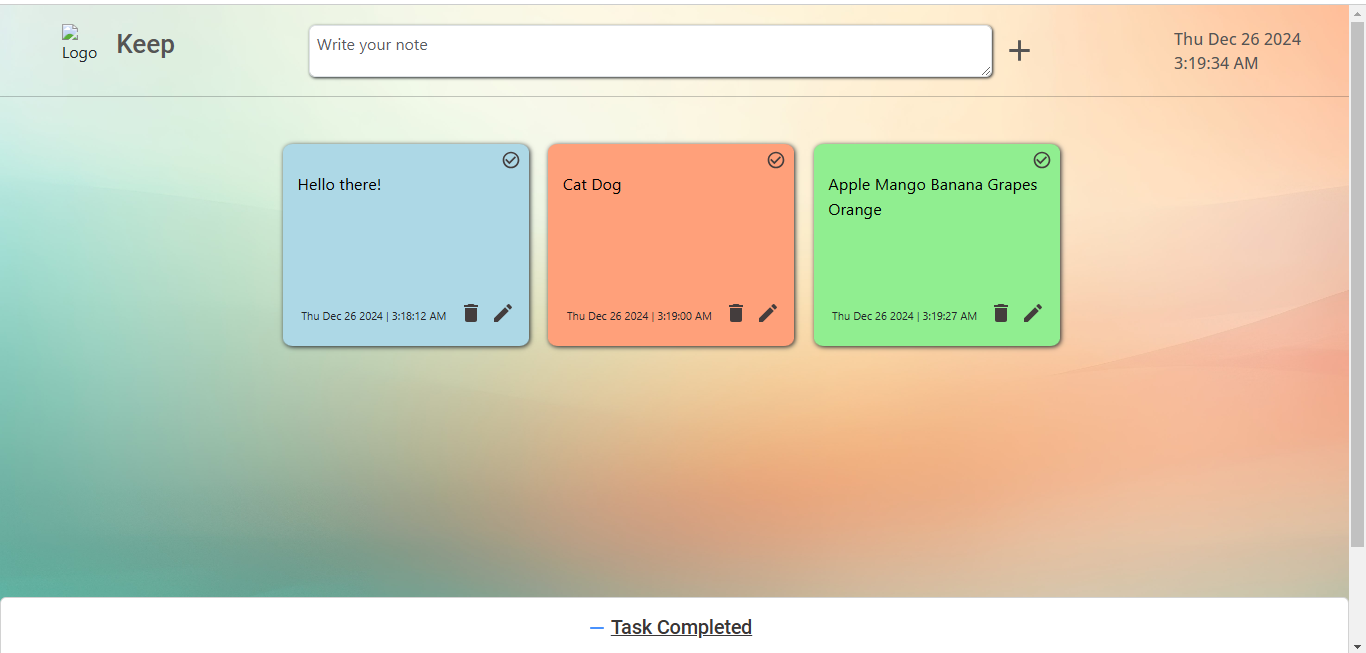 Logo
Keep
Write your note
Thu Dec 26 2024
3:19:34 AM
Hello there!
Thu Dec 26 2024 | 3:18:12 AM
Cat Dog
Thu Dec 26 2024 | 3:19:00 AM
Apple Mango Banana Grapes
Orange
Thu Dec 26 2024 | 3:19:27 AM
Task Completed